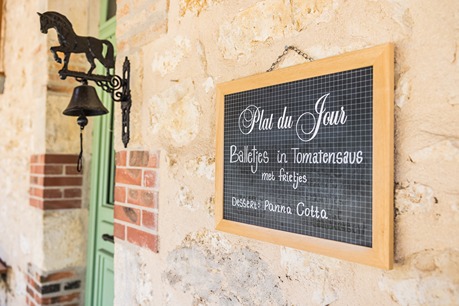 Plat du Jour
Balletjes in Tomatensaus
met frietjes
Dessert: Panna Cotta